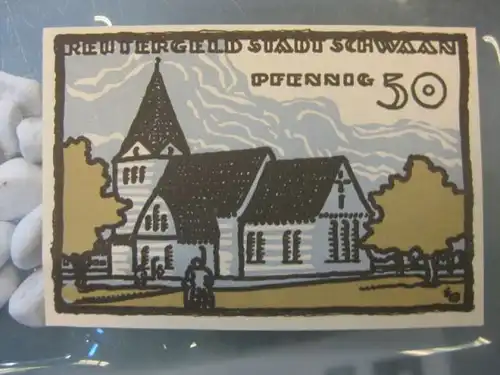 REUTERGELD STADT SCHWAAN
PFENNIG 50